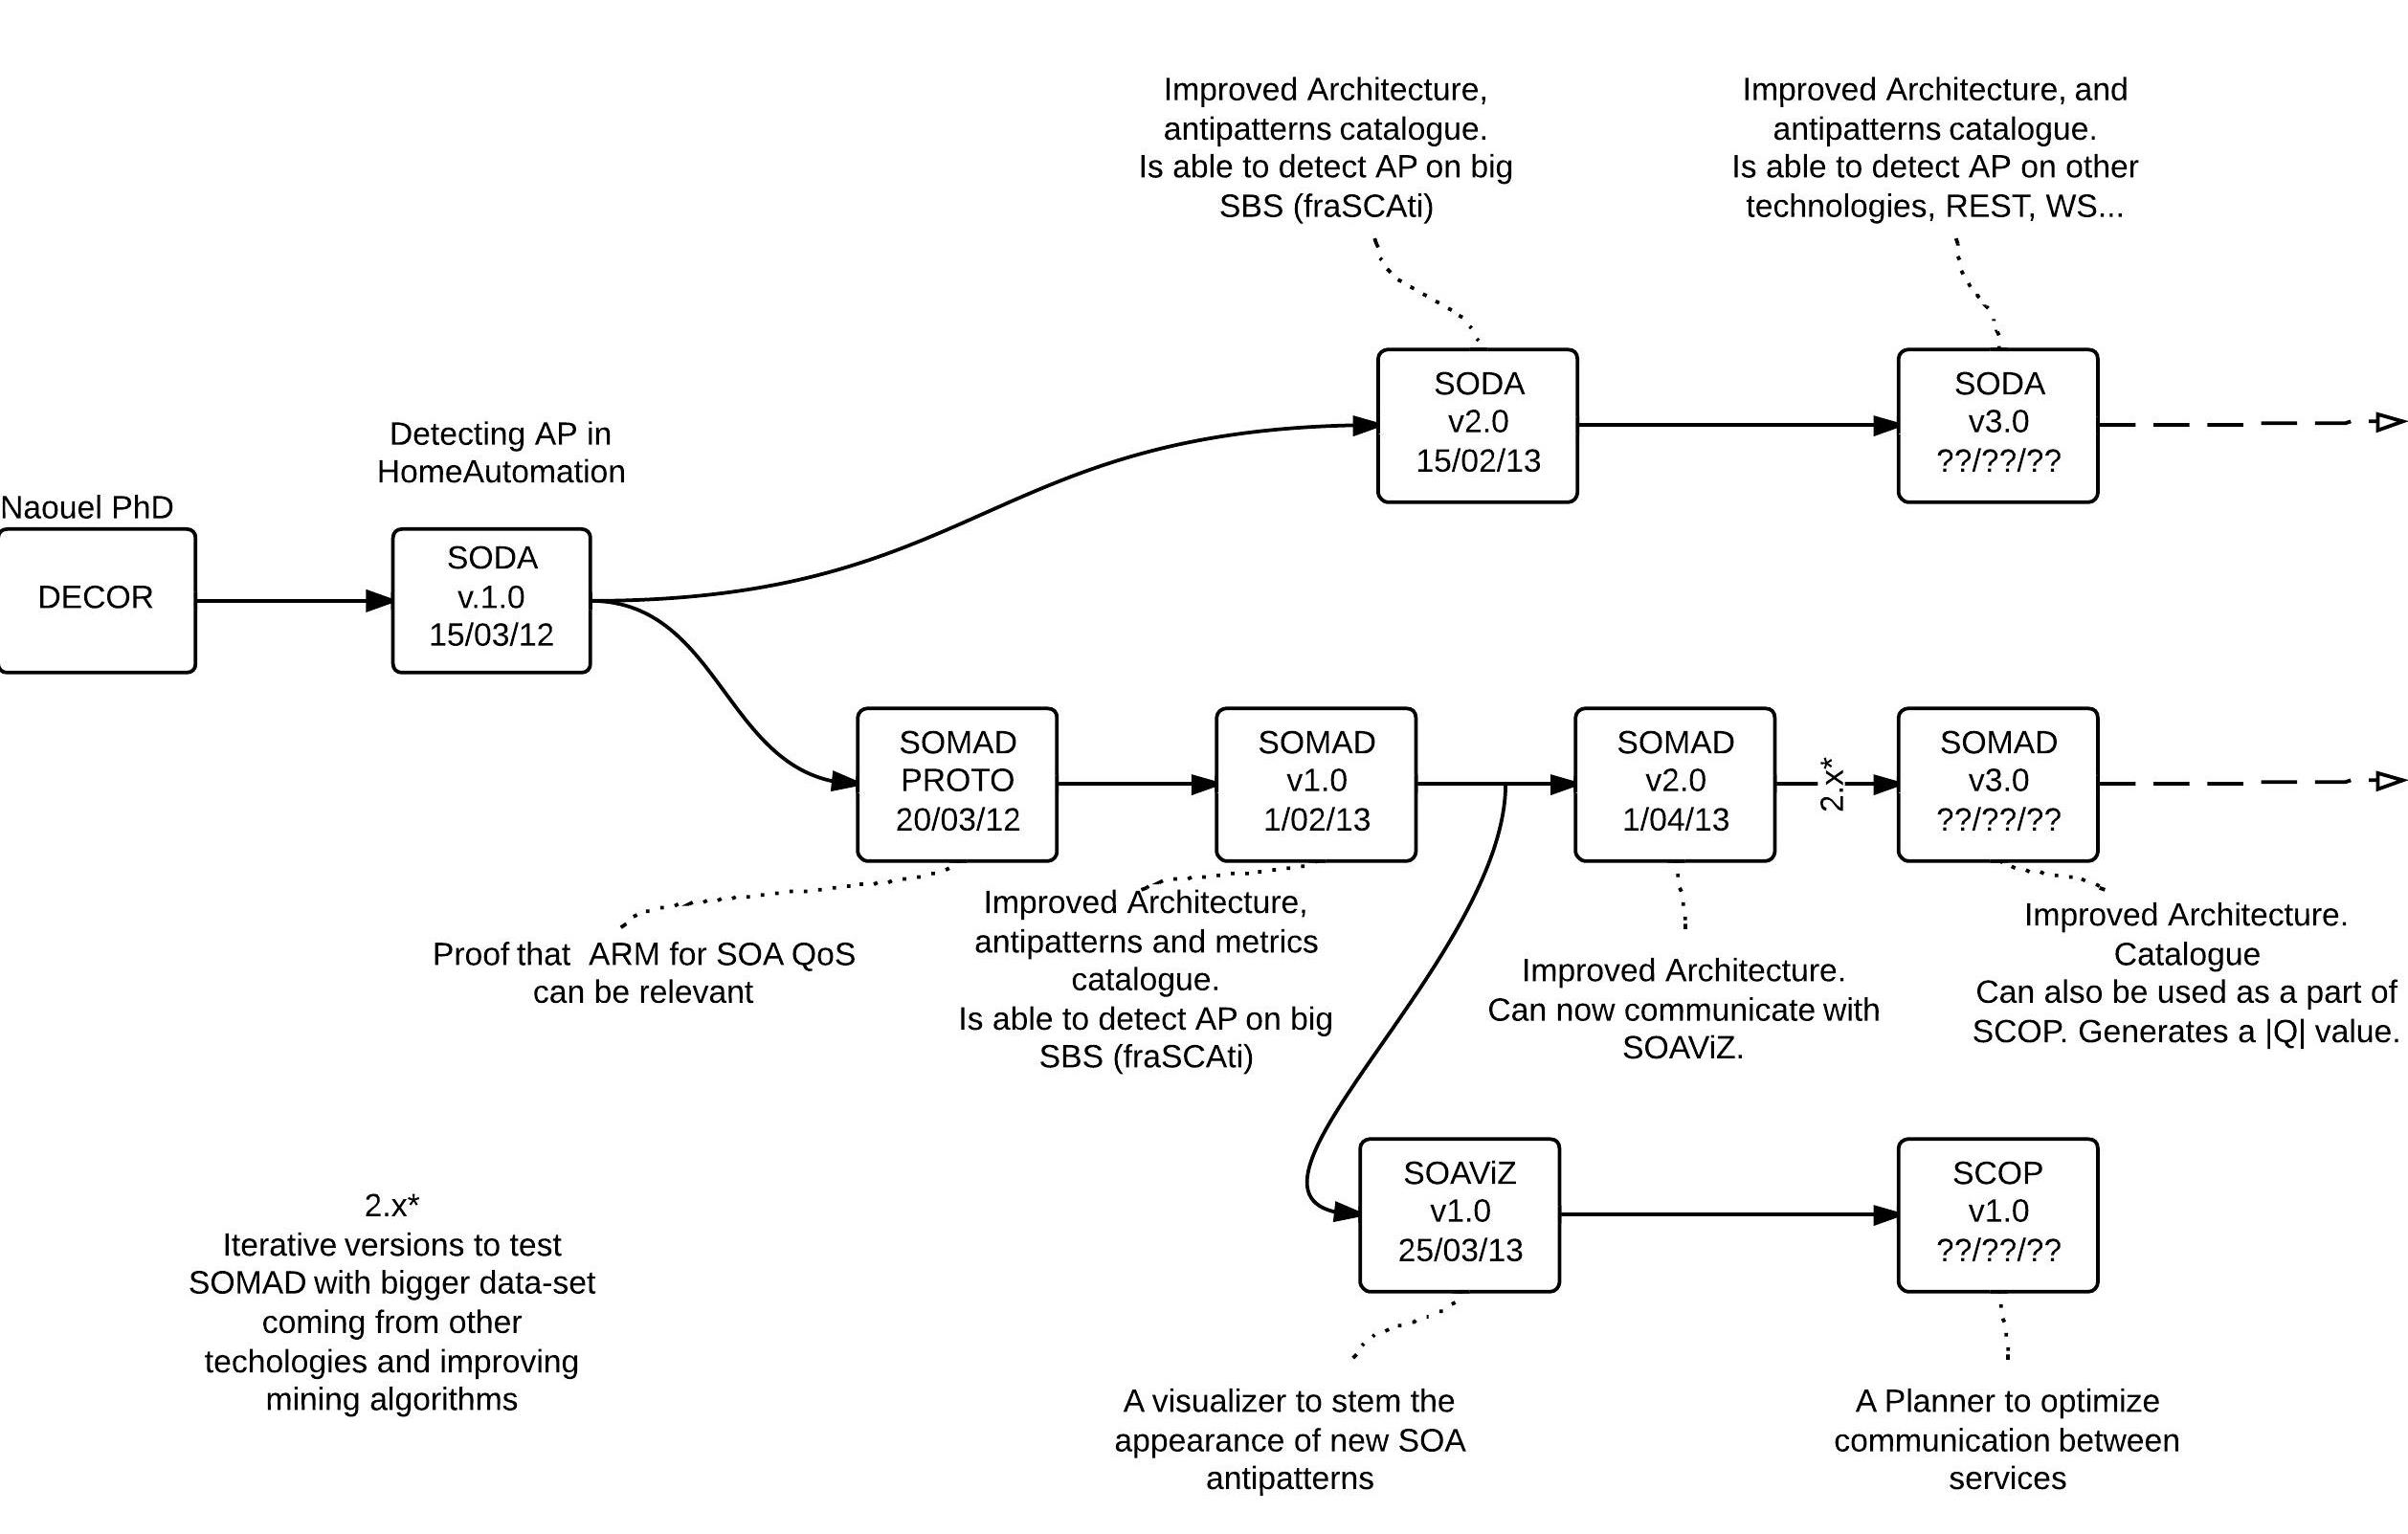 Improved Architecture,
antipatterns catalogue.
Is able to detect AP on big
SBS (fraSCAti)
Improved Architecture, and
antipatterns catalogue.
Is able to detect AP on other
technologies, REST, WS...
SODA
v2.0
15/02/13
SODA
v3.0
??/??/??
Detecting AP in
HomeAutomation
Naouel PhD
DECOR
SODA
v.1.0
15/03/12
SOMAD
PROTO
20/03/12
SOMAD
v1.0
1/02/13
SOMAD
v2.0
1/04/13
2.x*
SOMAD
v3.0
??/??/??
Proof that  ARM for SOA QoS
can be relevant
Improved Architecture,
antipatterns and metrics
catalogue.
Is able to detect AP on big
SBS (fraSCAti)
Improved Architecture.
Can now communicate with
SOAViZ.
Improved Architecture.
Catalogue
Can also be used as a part of
SCOP. Generates a |Q| value.
SOAViZ
v1.0
25/03/13
SCOP
v1.0
??/??/??
2.x*
Iterative versions to test
SOMAD with bigger data-set
coming from other
techologies and improving
mining algorithms
A visualizer to stem the
appearance of new SOA
antipatterns
A Planner to optimize
communication between
services